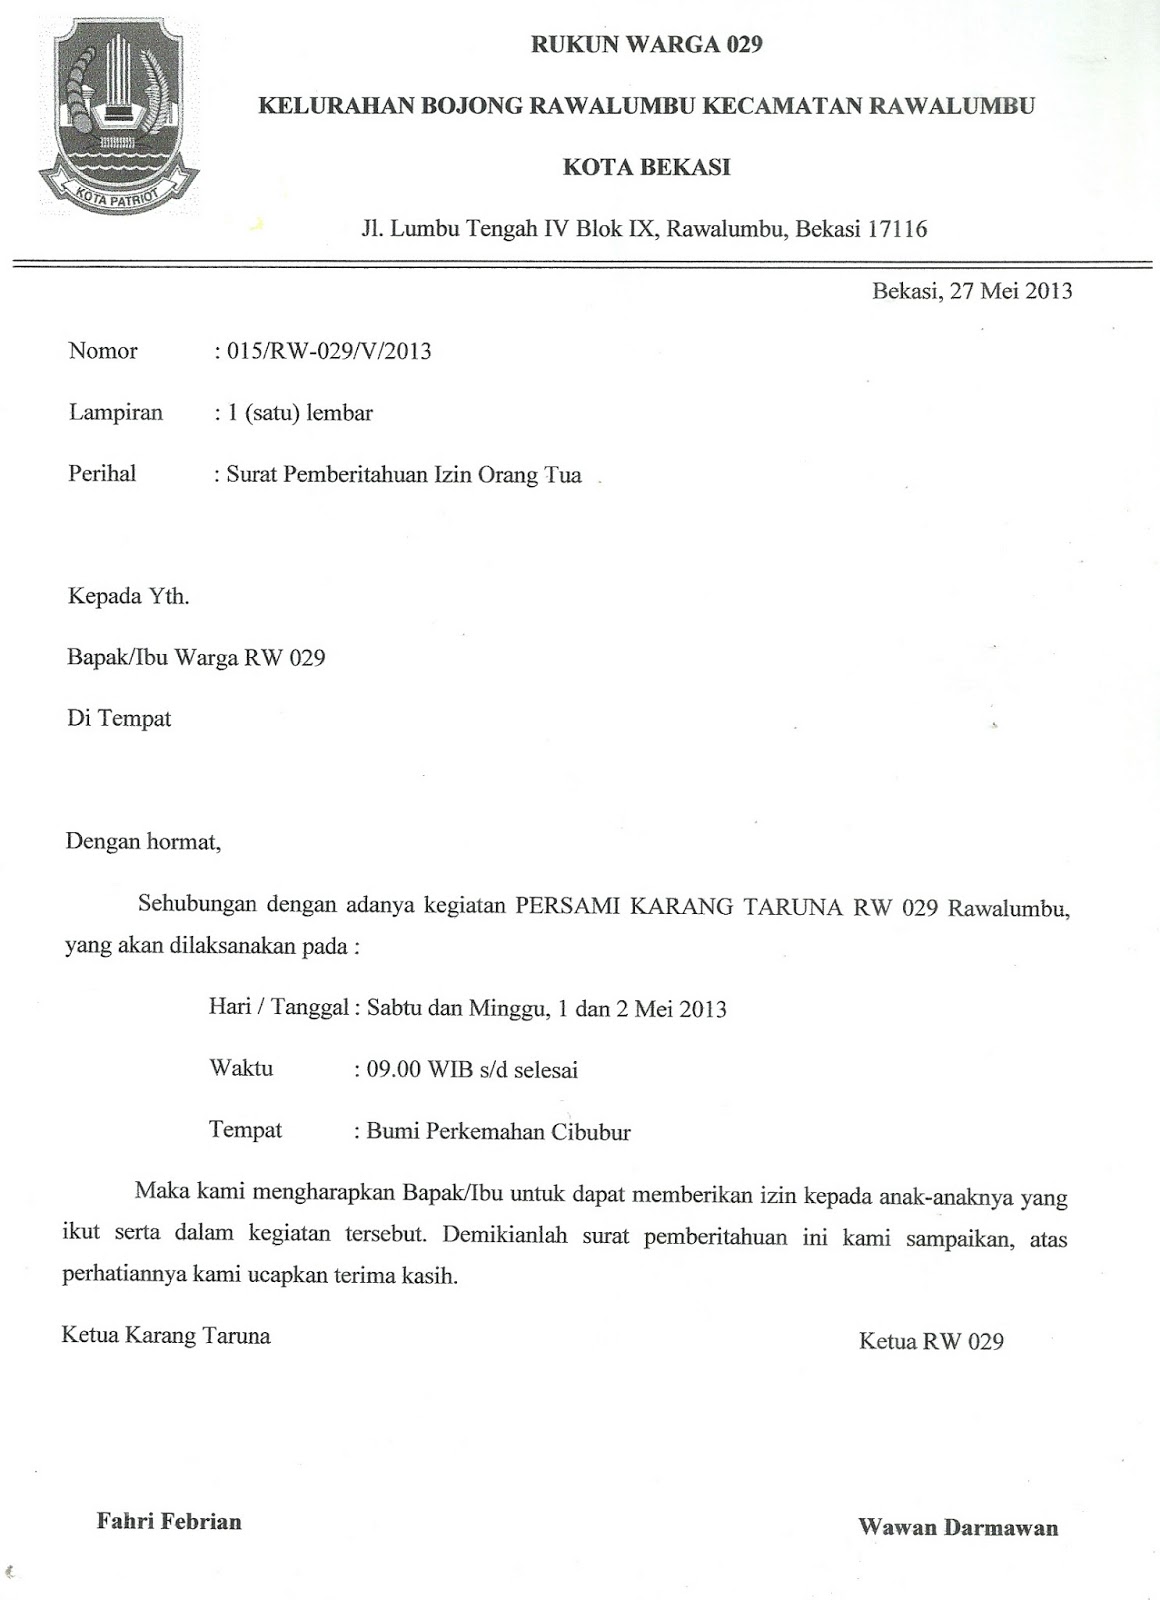 KOTA PATRIOT
RUKUN WARGA 029
KELURAHAN BOJONG RAWALUMBU KECAMATAN RAWALUMBU
KOTA BEKASI
Jl. Lumbu Tengah IV Blok IX, Rawalumbu, Bekasi 17116
Bekasi, 27 Mei 2013
Nomor : 015/RW-029/V/2013
Lampiran : 1 (satu) lembar
Perihal : Surat Pemberitahuan Izin Orang Tua
Kepada Yth.
Bapak/Ibu Warga RW 029
Di Tempat
Dengan hormat,
Sehubungan dengan adanya kegiatan PERSAMI KARANG TARUNA RW 029 Rawalumbu,
yang akan dilaksanakan pada :
Hari / Tanggal : Sabtu dan Minggu, 1 dan 2 Mei 2013
Waktu : 09.00 WIB s/d selesai
Tempat : Bumi Perkemahan Cibubur
Maka kami mengharapkan Bapak/Ibu untuk dapat memberikan izin kepada anak-anaknya yang
ikut serta dalam kegiatan tersebut. Demikianlah surat pemberitahuan ini kami sampaikan, atas
perhatiannya kami ucapkan terima kasih.
Ketua Karang Taruna
Ketua RW 029
Fahri Febrian
Wawan Darmawan